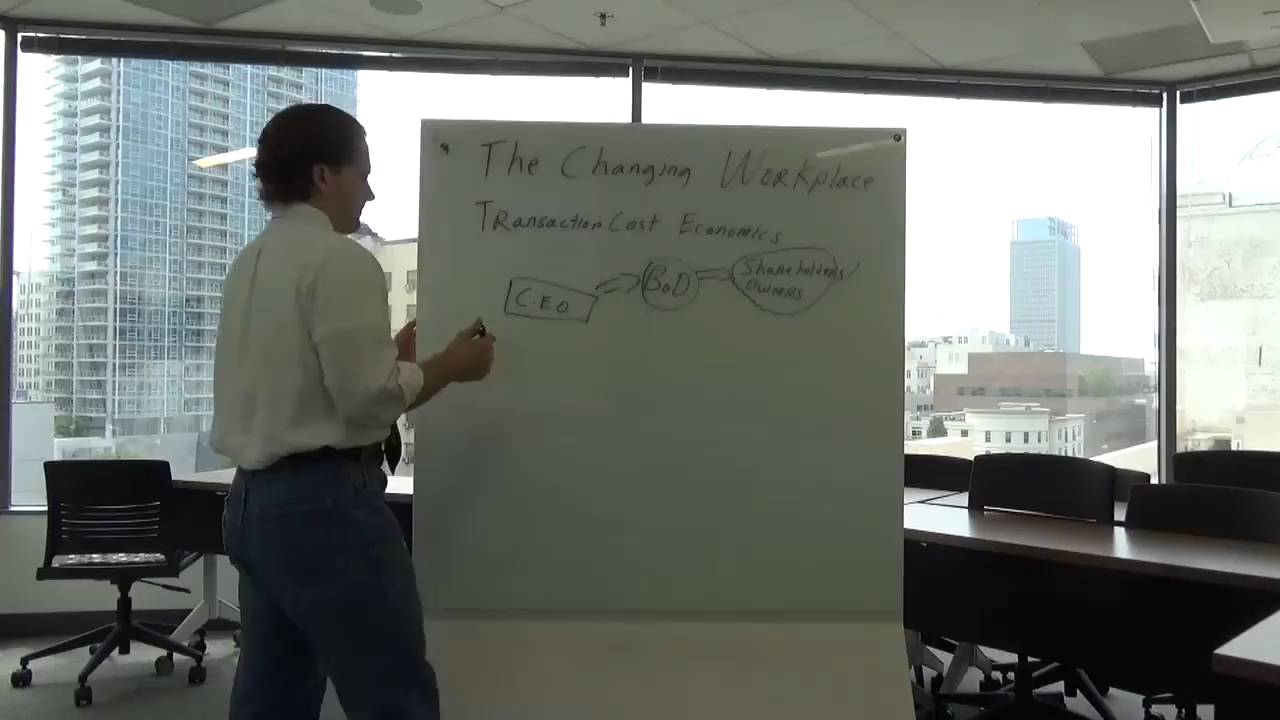 The Changing Workplace
Transaction Cost Economics
C.E.O.
BoD
Shareholders/
Owners